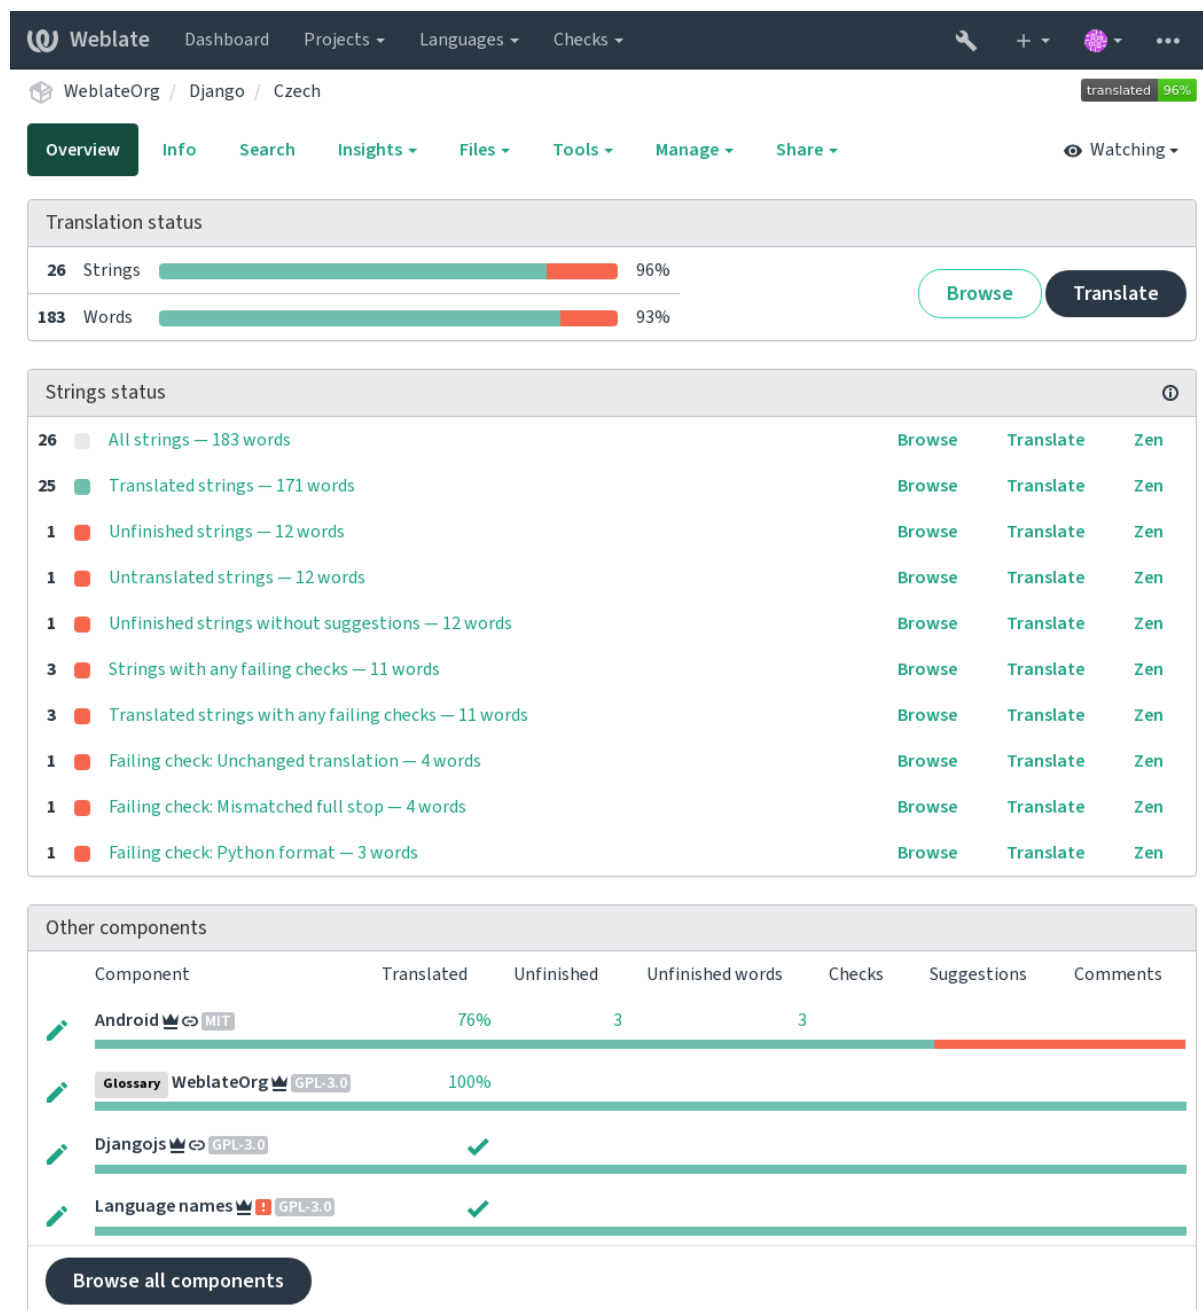 Weblate Dashboard Projects Languages Checks
WeblateOrg / Django / Czech translated 96%
Overview Info Search Insights Files Tools Manage Share Watching
Translation status
26 Strings 96%
Browse Translate
183 Words 93%
Strings status
26 All strings — 183 words Browse Translate Zen
25 Translated strings — 171 words Browse Translate Zen
1 Unfinished strings — 12 words Browse Translate Zen
1 Untranslated strings — 12 words Browse Translate Zen
1 Unfinished strings without suggestions — 12 words Browse Translate Zen
3 Strings with any failing checks — 11 words Browse Translate Zen
3 Translated strings with any failing checks — 11 words Browse Translate Zen
1 Failing check: Unchanged translation — 4 words Browse Translate Zen
1 Failing check: Mismatched full stop — 4 words Browse Translate Zen
1 Failing check: Python format — 3 words Browse Translate Zen
Other components
Component Translated Unfinished Unfinished words Checks Suggestions Comments
Android MIT 76% 3 3
Glossary WeblateOrg GPL-3.0 100%
Djangojs GPL-3.0
Language names GPL-3.0
Browse all components